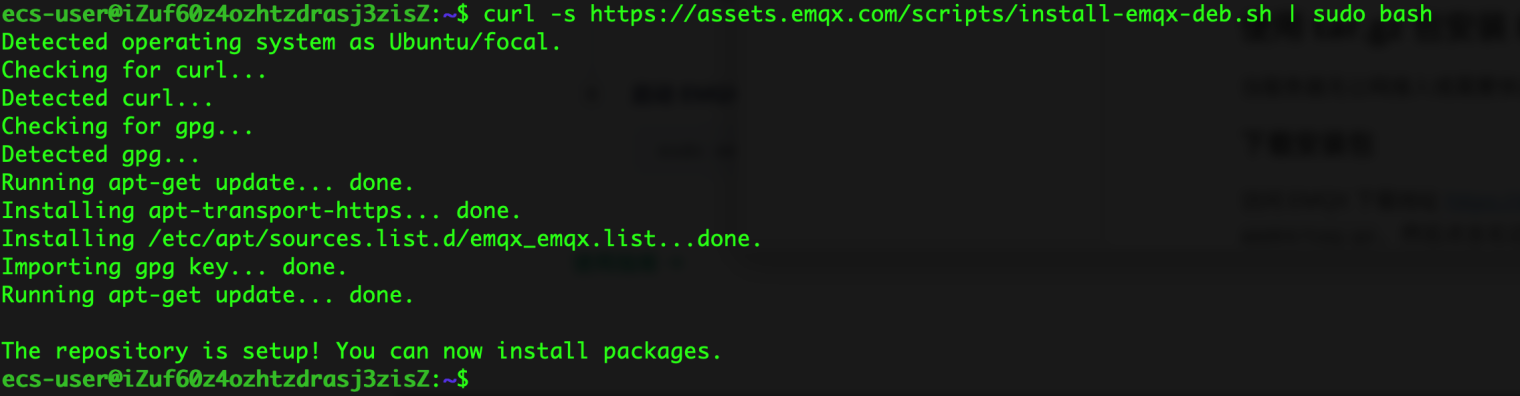 ecs-user@iZuf60z4ozhtzdrasj3zisZ:~$ curl -s https://assets.emqx.com/scripts/install-emqx-deb.sh | sudo bash
Detected operating system as Ubuntu/focal.
Checking for curl...
Detected curl...
Checking for gpg...
Detected gpg...
Running apt-get update... done.
Installing apt-transport-https... done.
Installing /etc/apt/sources.list.d/emqx_emqx.list...done.
Importing gpg key... done.
Running apt-get update... done.

The repository is setup! You can now install packages.
ecs-user@iZuf60z4ozhtzdrasj3zisZ:~$